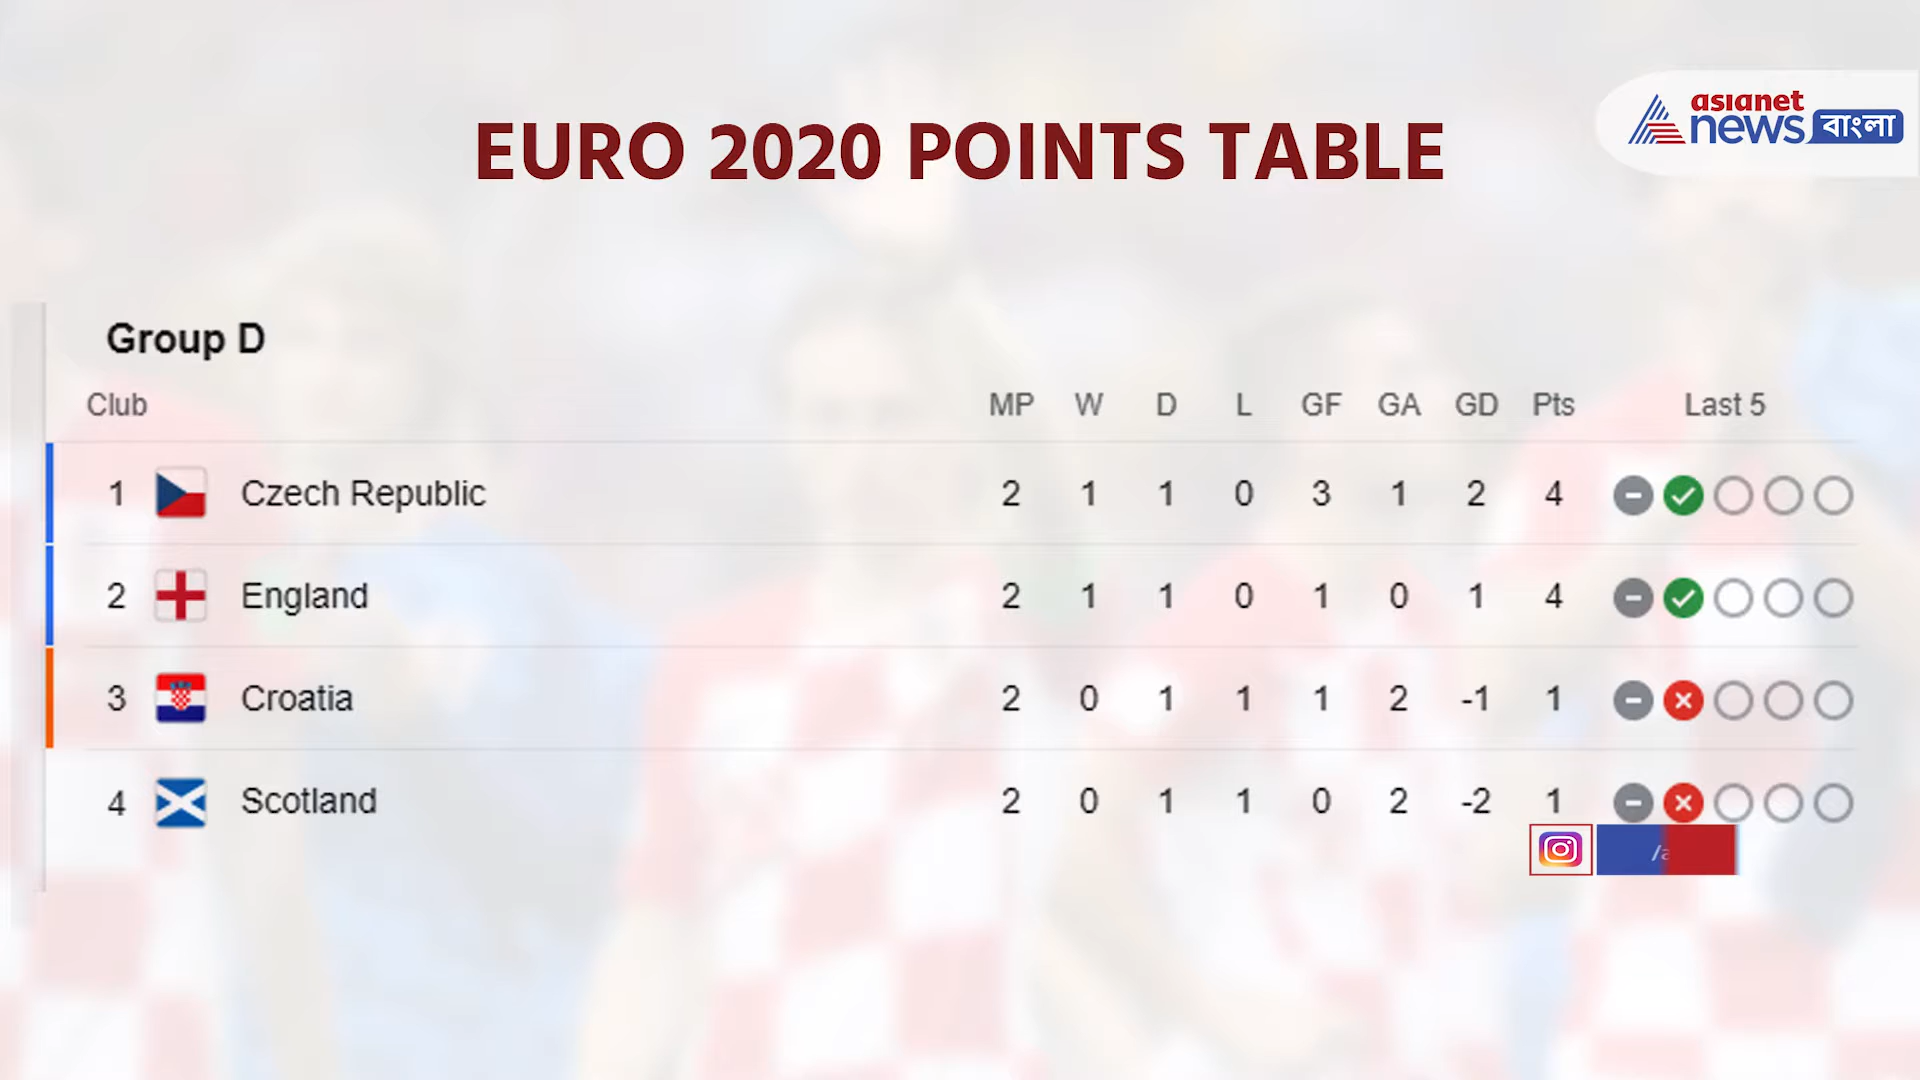 asianet
news বাংলা
EURO 2020 POINTS TABLE
Group D
Club MP W D L GF GA GD Pts Last 5
1 Czech Republic 2 1 1 0 3 1 2 4
2 England 2 1 1 0 1 0 1 4
3 Croatia 2 0 1 1 1 2 -1 1
4 Scotland 2 0 1 1 0 2 -2 1